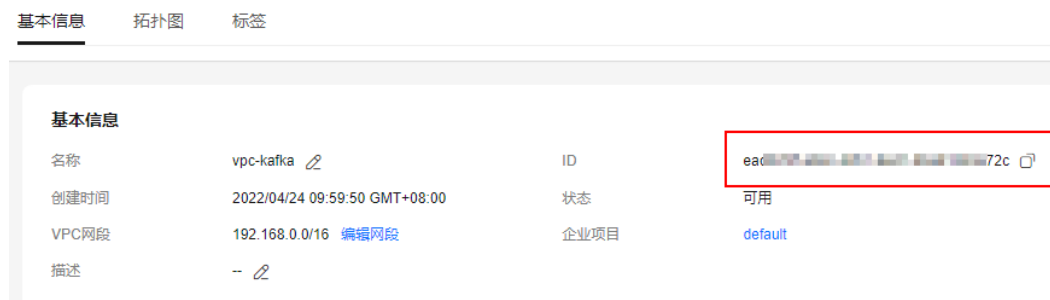 基本信息 拓扑图 标签
基本信息
名称 vpc-kafka ID
创建时间 2022/04/24 09:59:50 GMT+08:00 状态 可用
VPC网段 192.168.0.0/16 编辑网段 企业项目 default
描述 --